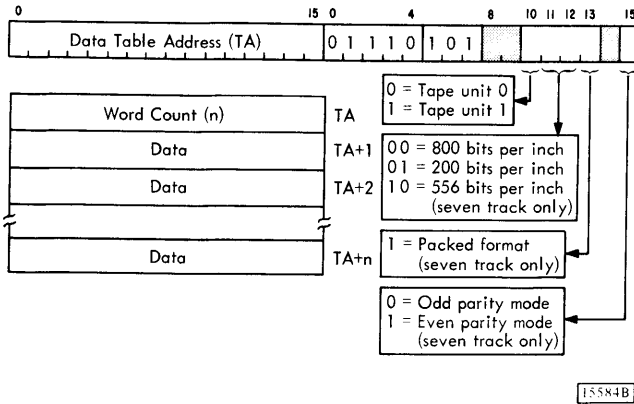 0 15 0 4 8 10 11 12 13 15
Data Table Address (TA) 0 1 1 1 0 1 0 1
0 = Tape unit 0
1 = Tape unit 1
Word Count (n) TA
Data TA+1
Data TA+2
Data TA+n
00 = 800 bits per inch
01 = 200 bits per inch
10 = 556 bits per inch
(seven track only)
1 = Packed format
(seven track only)
0 = Odd parity mode
1 = Even parity mode
(seven track only)
15584B